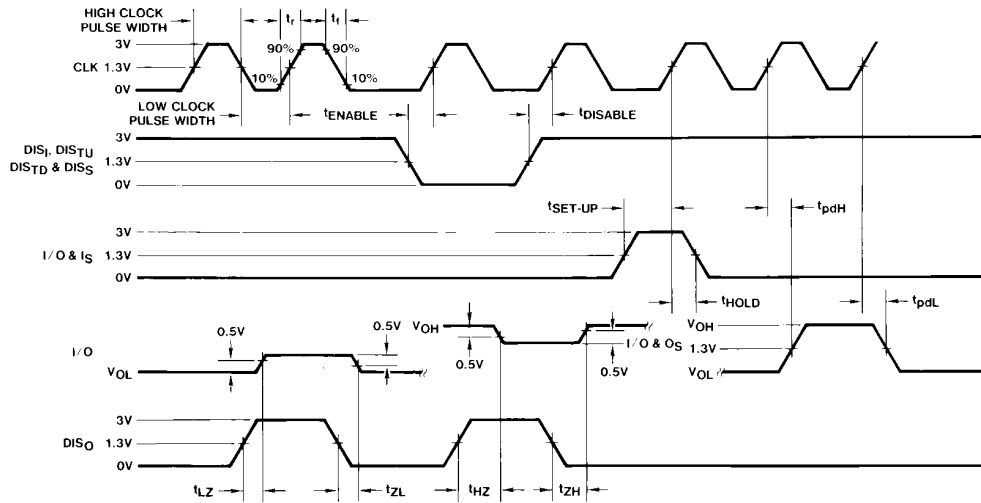 HIGH CLOCK
PULSE WIDTH
tr
tf
3V
90%
90%
CLK 1.3V
10%
10%
0V
LOW CLOCK
PULSE WIDTH
tENABLE
tDISABLE
3V
DISI, DISTU
DISTD & DISS
1.3V
0V
tSET-UP
tpdH
3V
I/O & IS
1.3V
0V
tHOLD
tpdL
0.5V
0.5V
VOH
0.5V
I/O & OS
0.5V
VOH
1.3V
VOL
I/O
VOL
3V
DISO
1.3V
0V
tLZ
tZL
tHZ
tZH